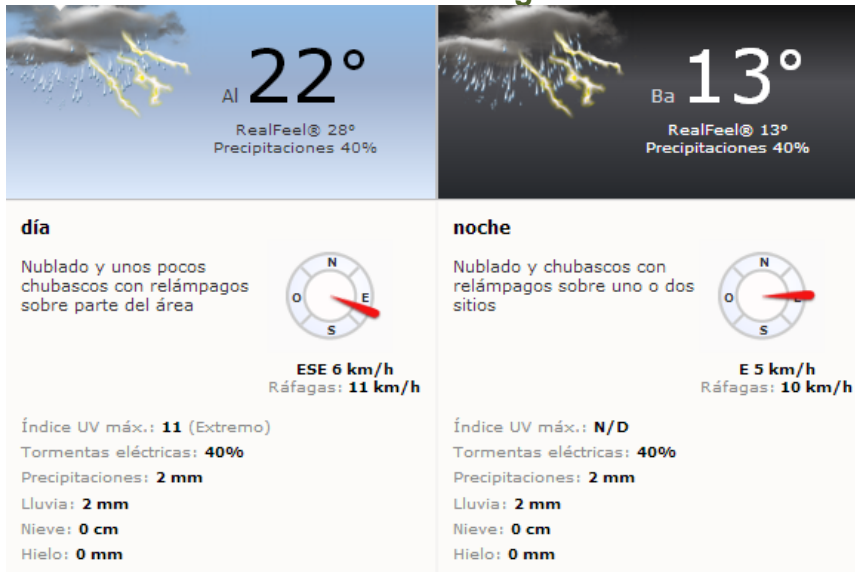 Al 22°
RealFeel® 28°
Precipitaciones 40%
Ba 13°
RealFeel® 13°
Precipitaciones 40%
día
Nublado y unos pocos
chubascos con relámpagos
sobre parte del área
N
O E
S
ESE 6 km/h
Ráfagas: 11 km/h
Índice UV máx.: 11 (Extremo)
Tormentas eléctricas: 40%
Precipitaciones: 2 mm
Lluvia: 2 mm
Nieve: 0 cm
Hielo: 0 mm
noche
Nublado y chubascos con
relámpagos sobre uno o dos
sitios
N
O
S
E 5 km/h
Ráfagas: 10 km/h
Índice UV máx.: N/D
Tormentas eléctricas: 40%
Precipitaciones: 2 mm
Lluvia: 2 mm
Nieve: 0 cm
Hielo: 0 mm